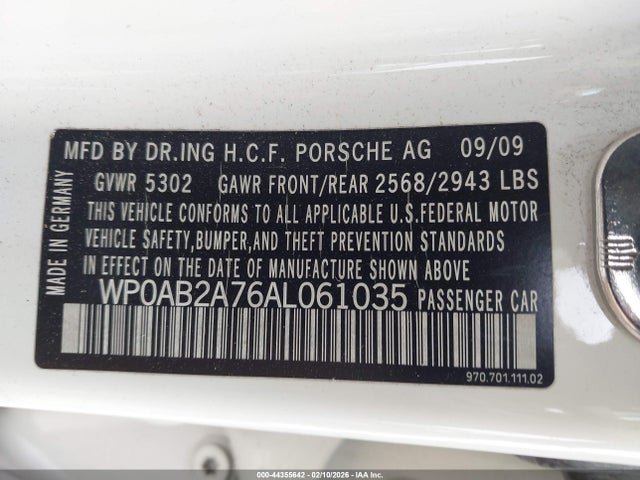 MFD BY DR.ING H.C.F. PORSCHE AG 09/09
GVWR 5302 GAWR FRONT/REAR 2568/2943 LBS
THIS VEHICLE CONFORMS TO ALL APPLICABLE U.S.FEDERAL MOTOR
VEHICLE SAFETY,BUMPER,AND THEFT PREVENTION STANDARDS
IN EFFECT ON THE DATE OF MANUFACTURE SHOWN ABOVE
WP0AB2A76AL061035 PASSENGER CAR
970.701.111.02
MADE IN GERMANY
000-44355642 - 02/10/2026 - IAAI.COM